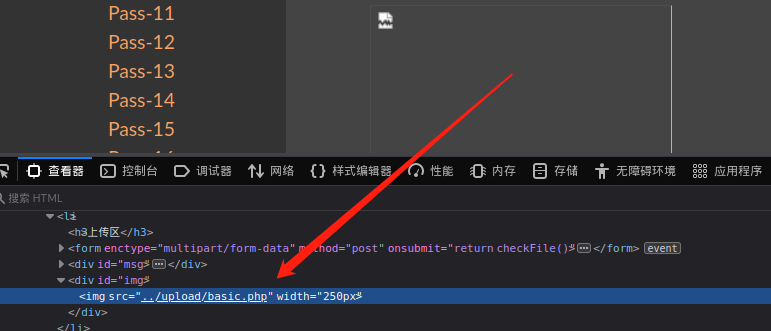 Pass-11
Pass-12
Pass-13
Pass-14
Pass-15
查看器 控制台 调试器 网络 样式编辑器 性能 内存 存储 无障碍环境 应用程序
搜索 HTML
上传区</h3>
<form enctype="multipart/form-data" method="post" onsubmit="return checkFile() </form> event
<div id="msg </div>
<div id="img
<img src="../upload/basic.php" width="250px
</div>
</li>